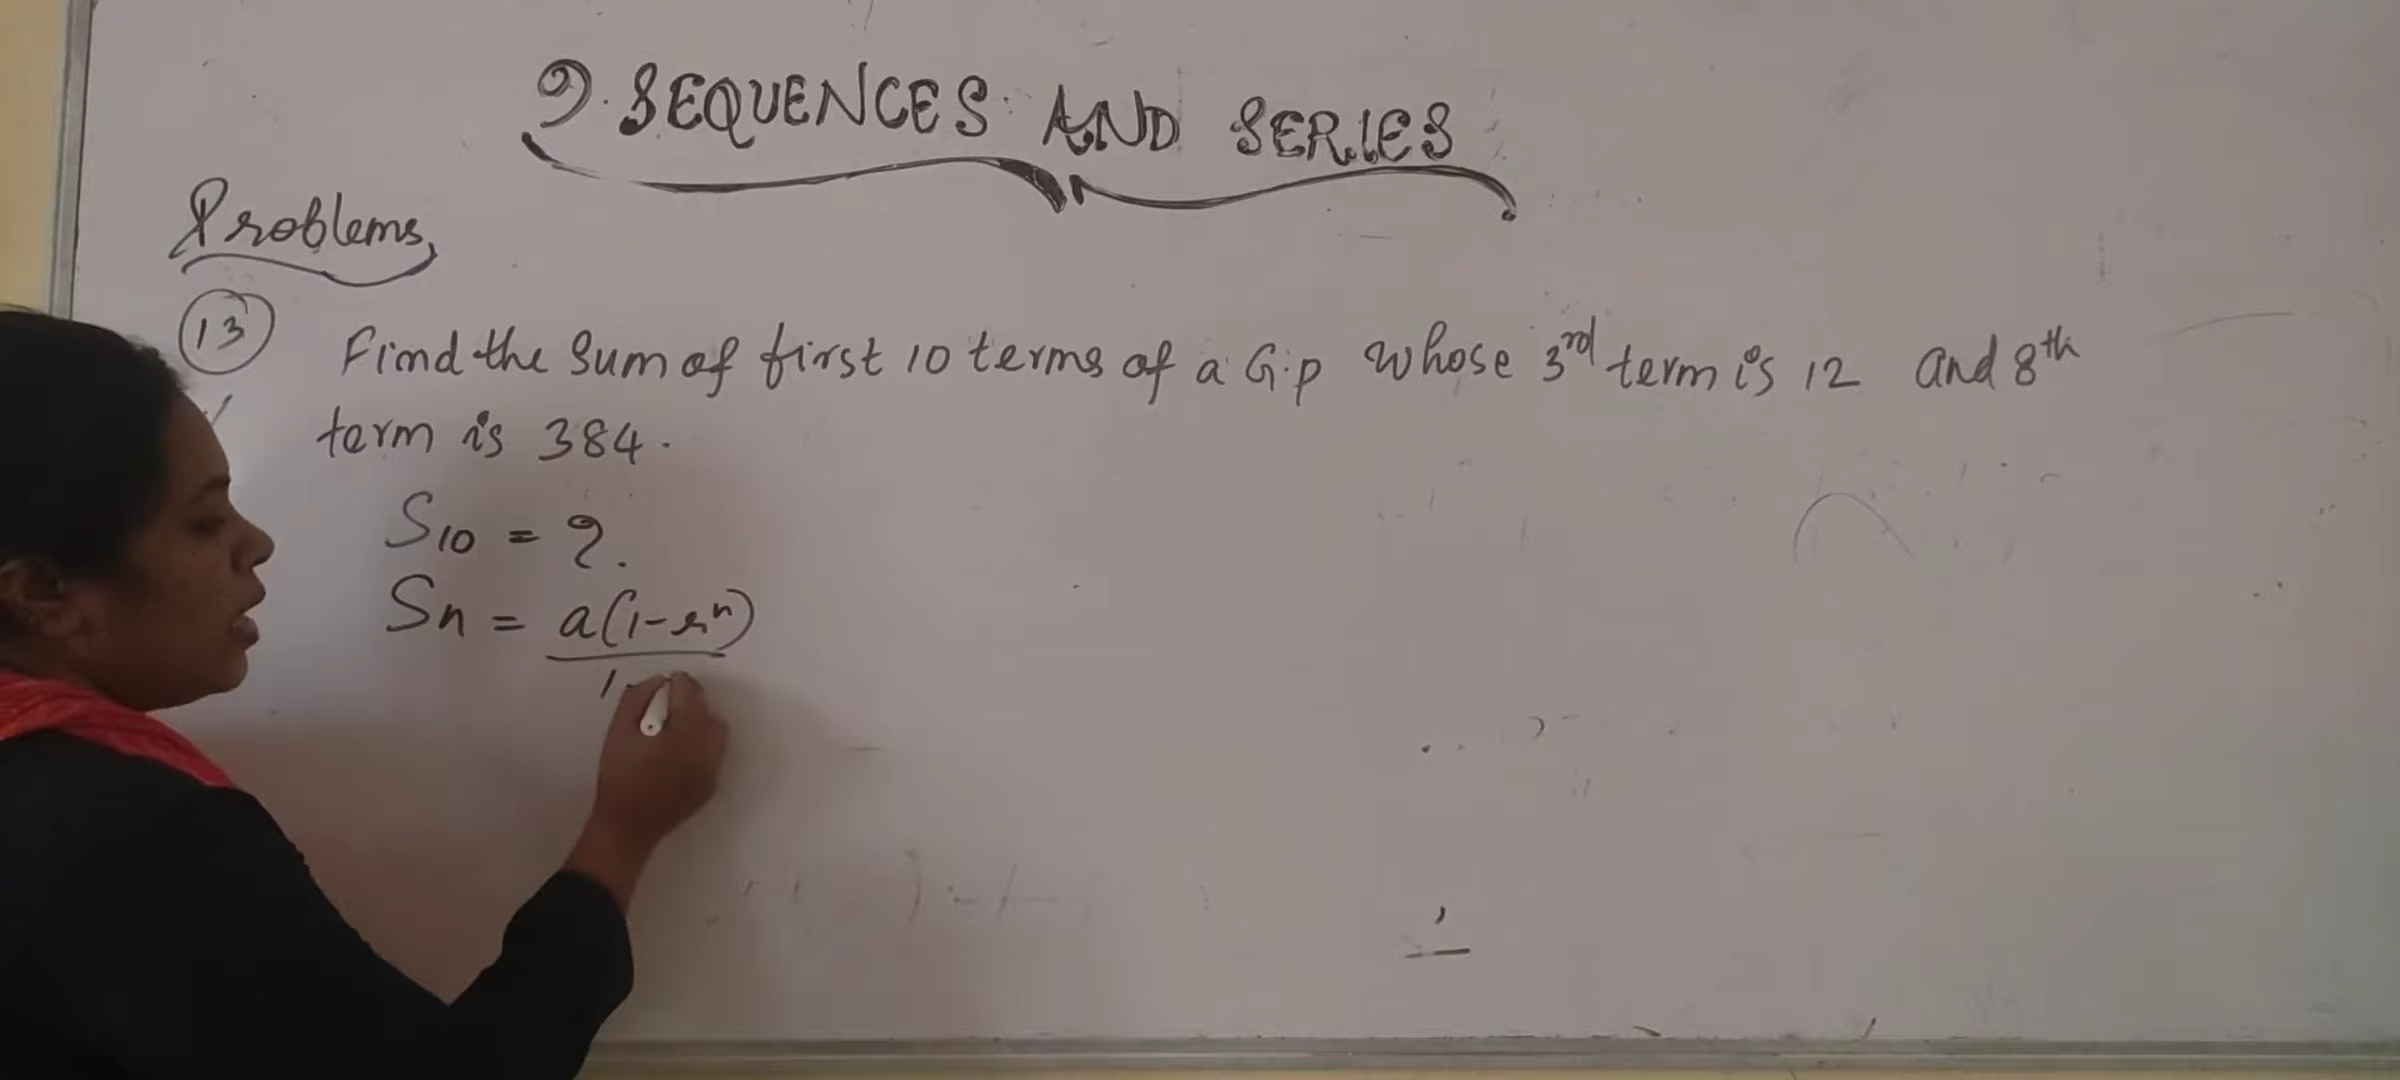 9. SEQUENCES AND SERIES
Problems,
13 Find the Sum of first 10 terms of a G.P whose 3rd term is 12 and 8th
term is 384.
S10 = ?.
Sn = a(1-rⁿ)
1-